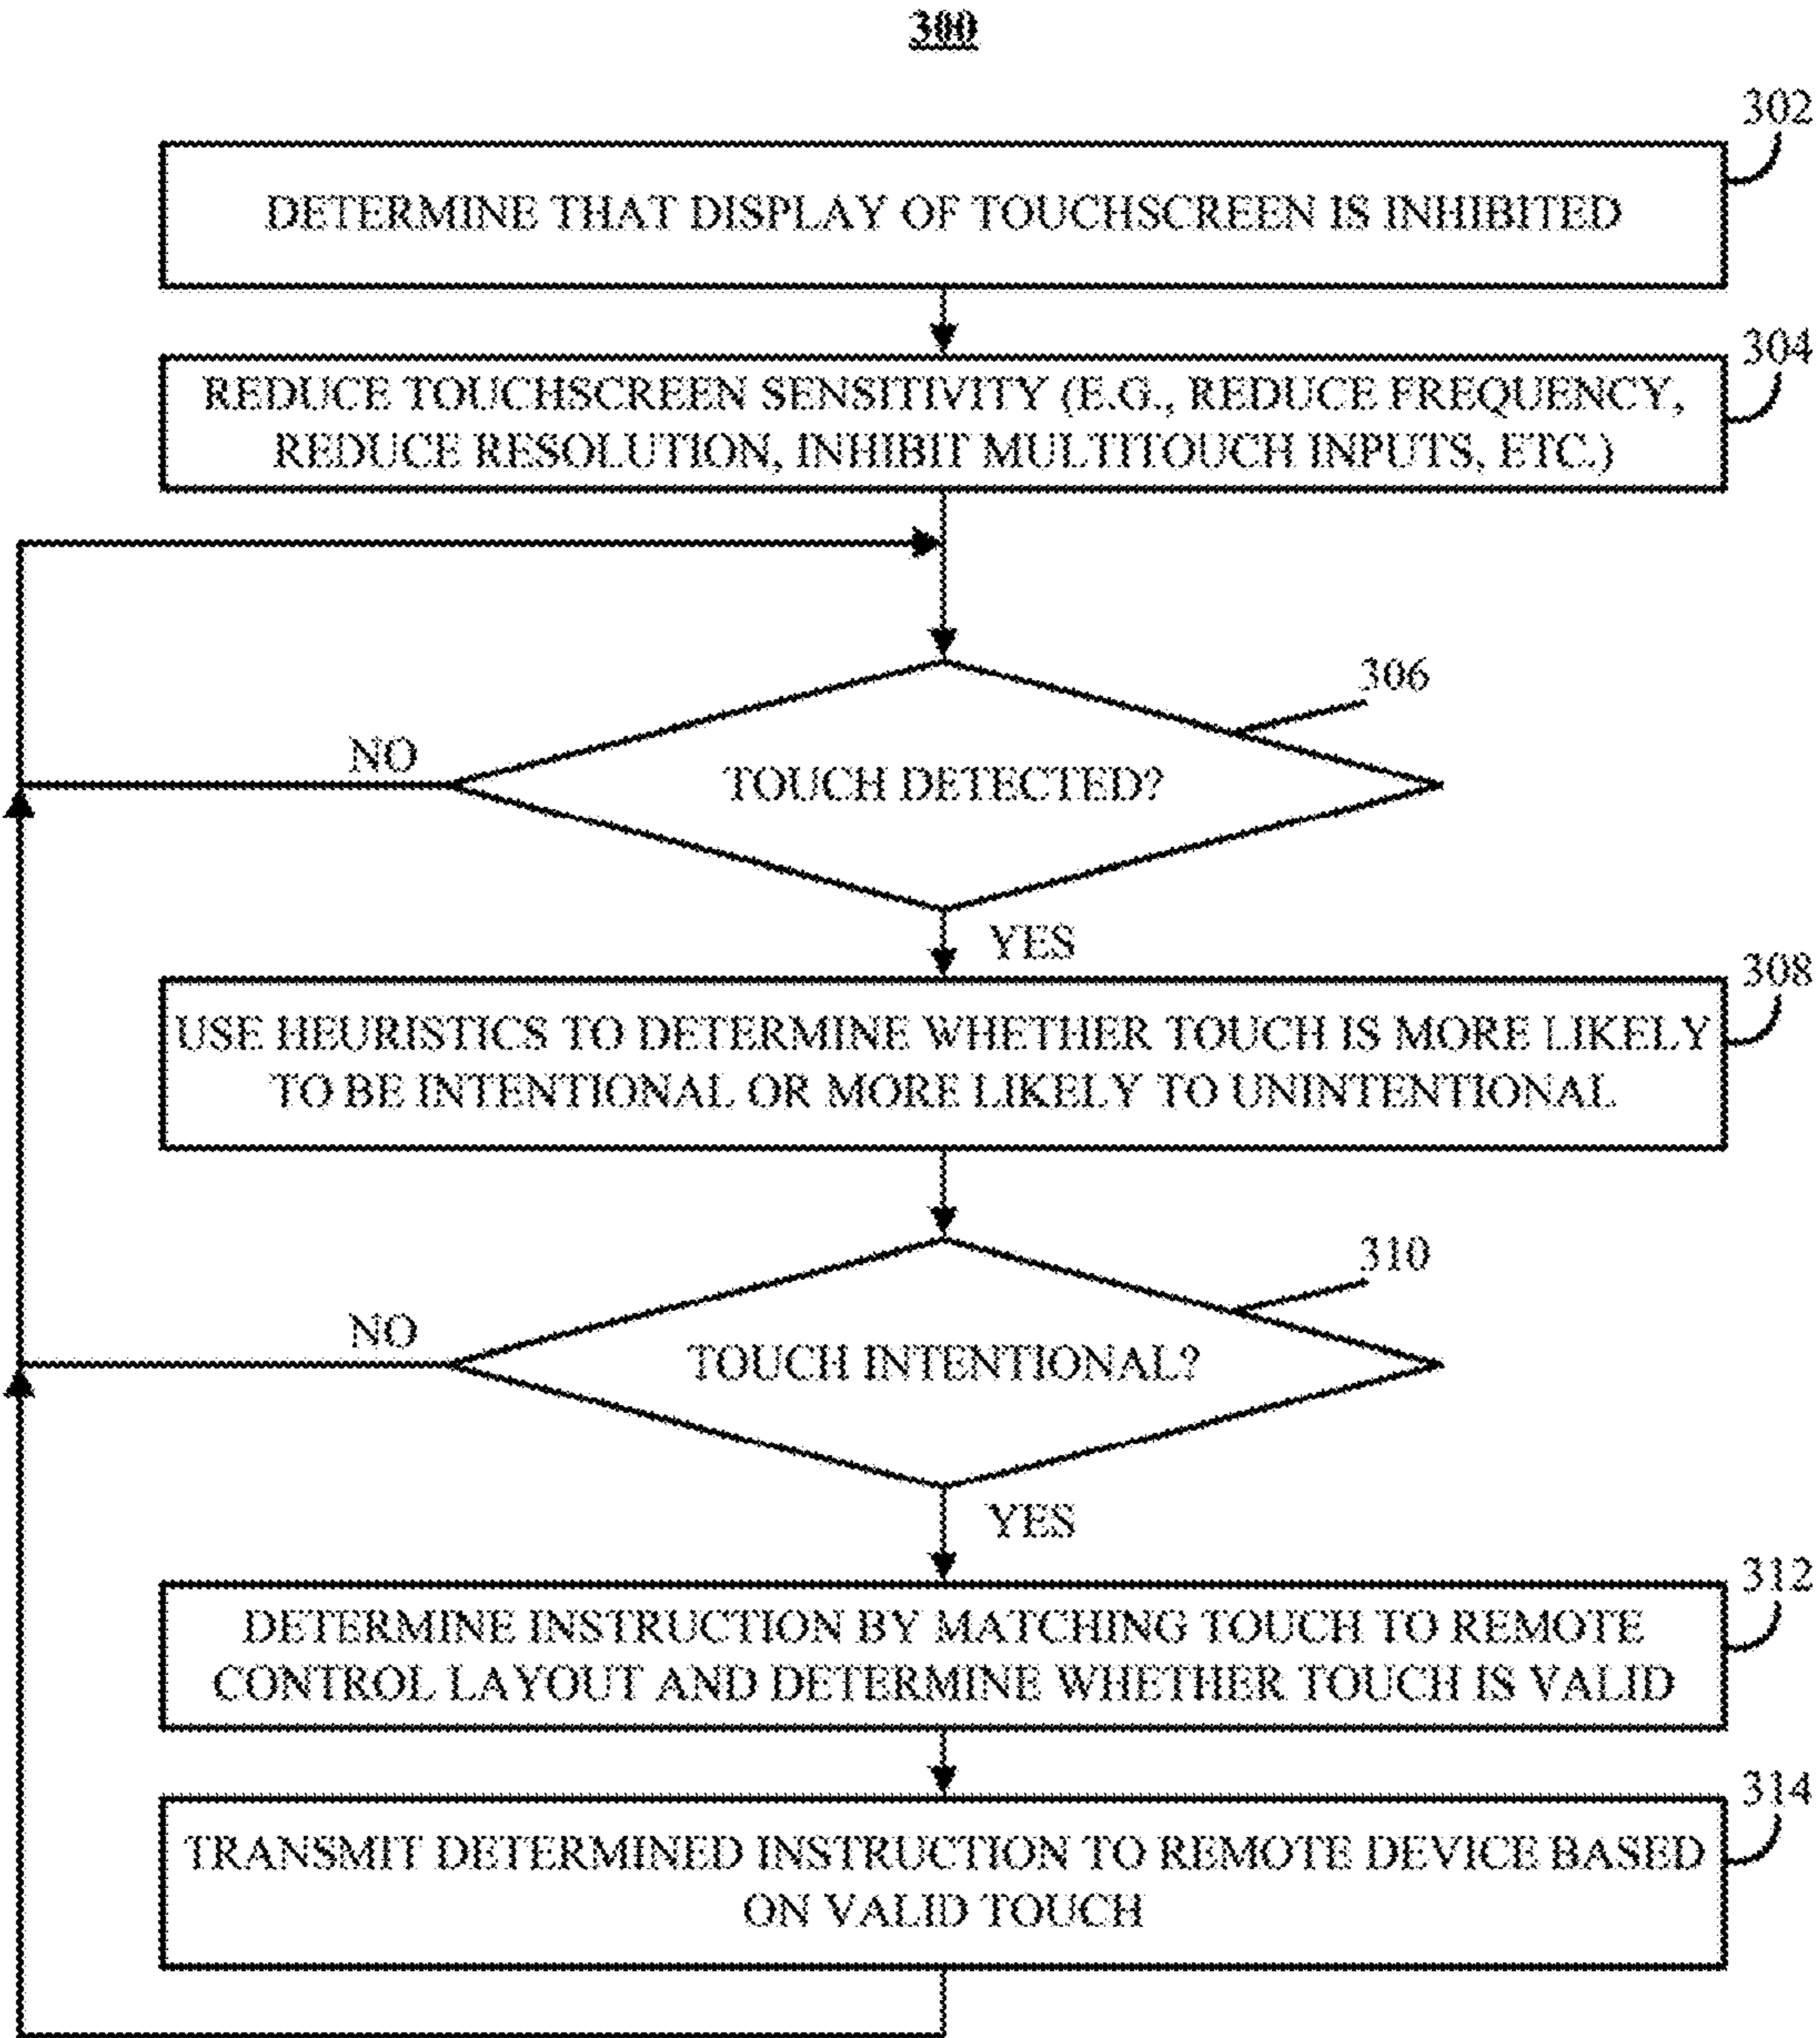 300
302
DETERMINE THAT DISPLAY OF TOUCHSCREEN IS INHIBITED
304
REDUCE TOUCHSCREEN SENSITIVITY (E.G., REDUCE FREQUENCY,
REDUCE RESOLUTION, INHIBIT MULTITOUCH INPUTS, ETC.)
306
NO
TOUCH DETECTED?
YES
308
USE HEURISTICS TO DETERMINE WHETHER TOUCH IS MORE LIKELY
TO BE INTENTIONAL OR MORE LIKELY TO UNINTENTIONAL
310
NO
TOUCH INTENTIONAL?
YES
312
DETERMINE INSTRUCTION BY MATCHING TOUCH TO REMOTE
CONTROL LAYOUT AND DETERMINE WHETHER TOUCH IS VALID
314
TRANSMIT DETERMINED INSTRUCTION TO REMOTE DEVICE BASED
ON VALID TOUCH